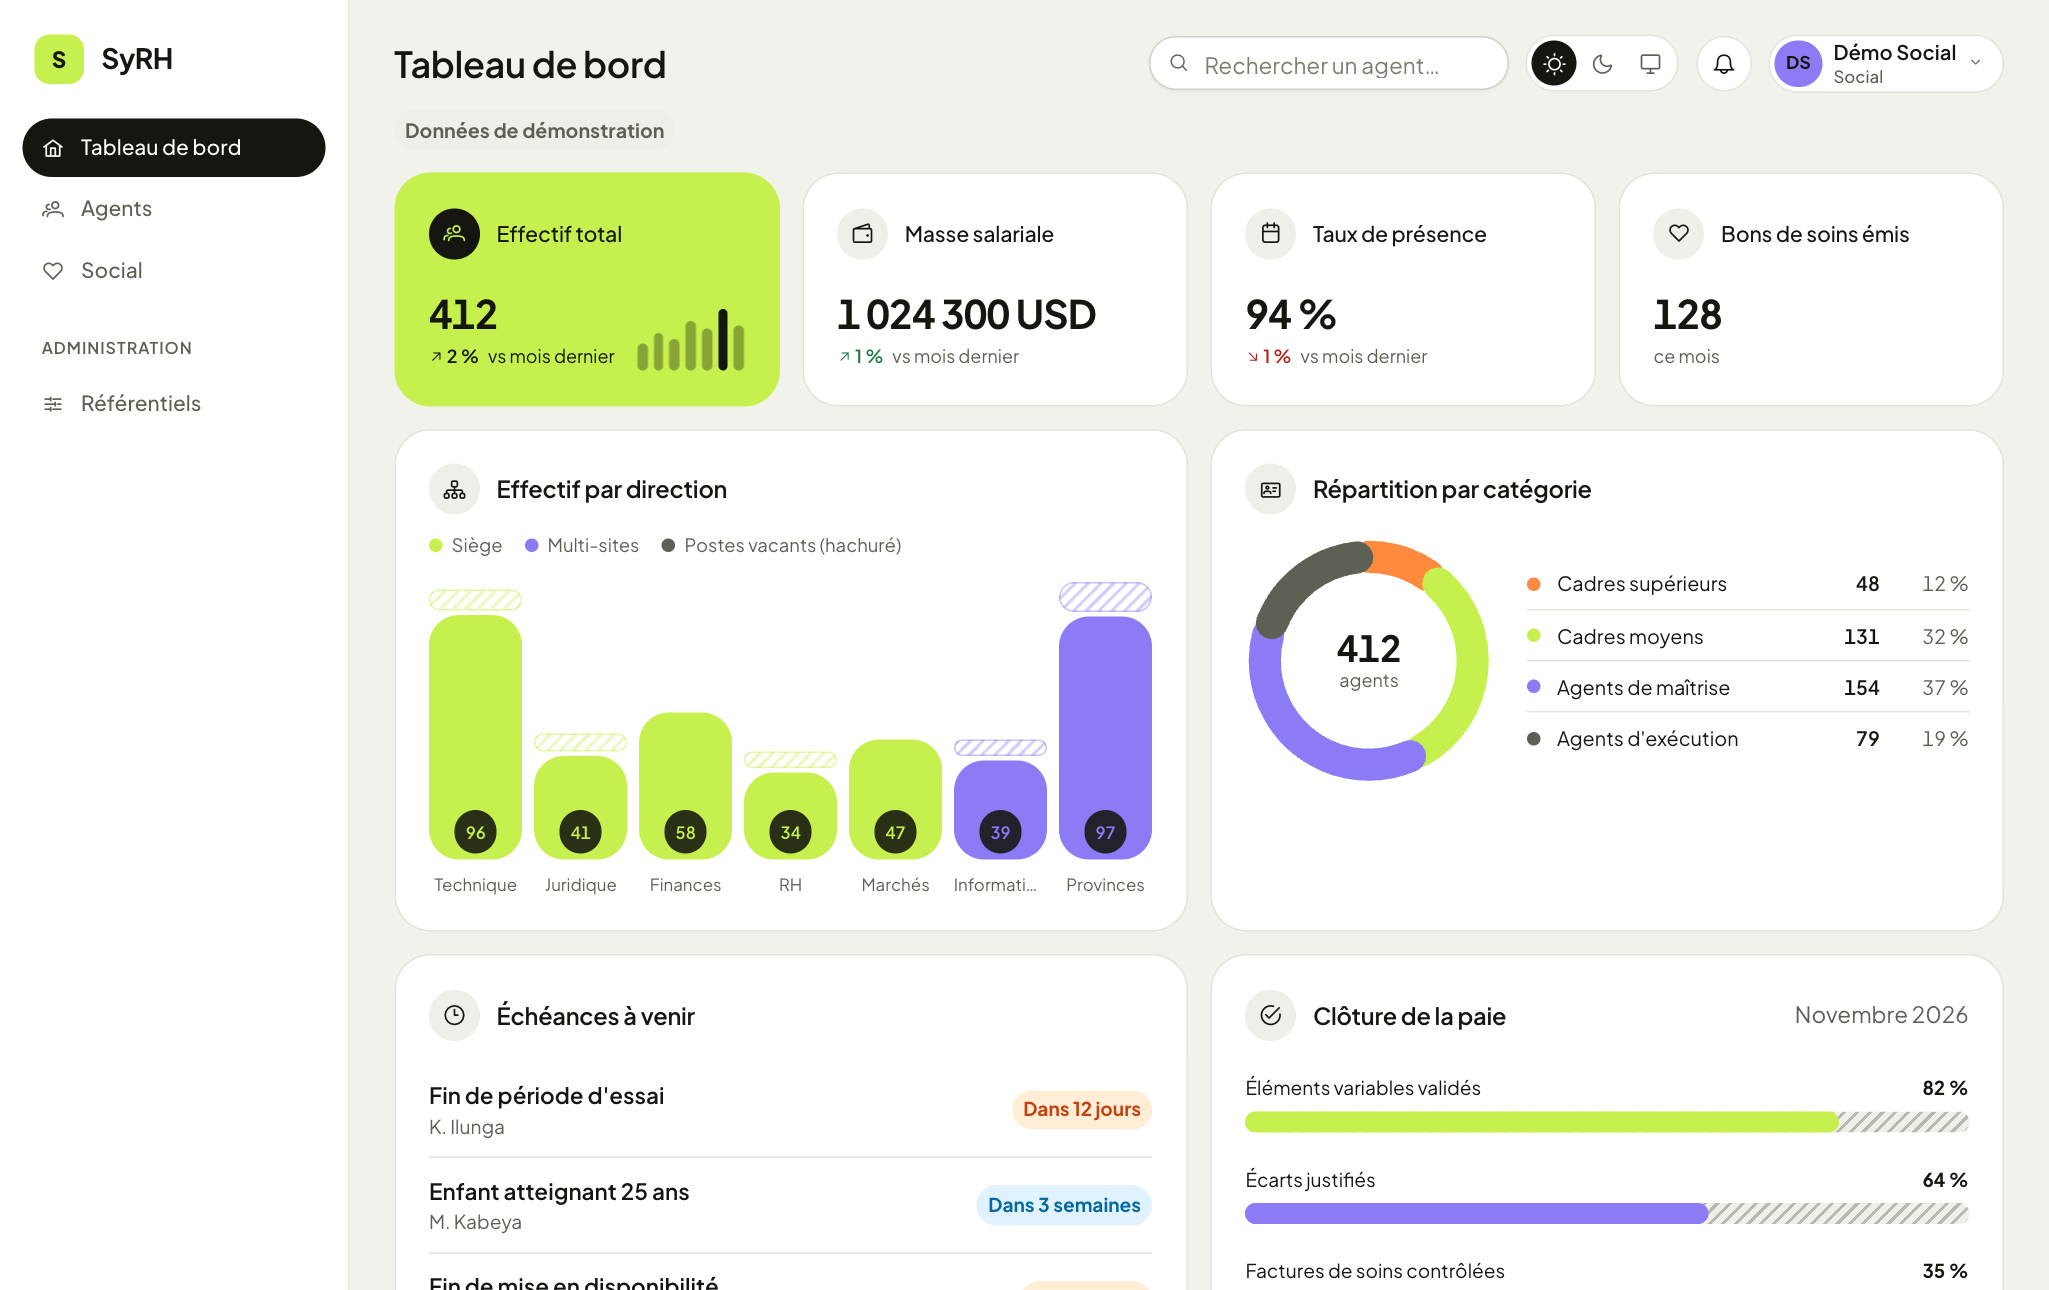 S SyRH
Tableau de bord
Agents
Social
ADMINISTRATION
Référentiels
Tableau de bord
Rechercher un agent...
DS
Démo Social
Social
Données de démonstration
Effectif total
412
2 % vs mois dernier
Masse salariale
1 024 300 USD
1 % vs mois dernier
Taux de présence
94 %
1 % vs mois dernier
Bons de soins émis
128
ce mois
Effectif par direction
Siège Multi-sites Postes vacants (hachuré)
96 41 58 34 47 39 97
Technique Juridique Finances RH Marchés Informati... Provinces
Répartition par catégorie
412
agents
Cadres supérieurs 48 12 %
Cadres moyens 131 32 %
Agents de maîtrise 154 37 %
Agents d'exécution 79 19 %
Échéances à venir
Fin de période d'essai
K. Ilunga
Dans 12 jours
Enfant atteignant 25 ans
M. Kabeya
Dans 3 semaines
Fin de mise en disponibilité
Clôture de la paie
Novembre 2026
Éléments variables validés 82 %
Écarts justifiés 64 %
Factures de soins contrôlées 35 %